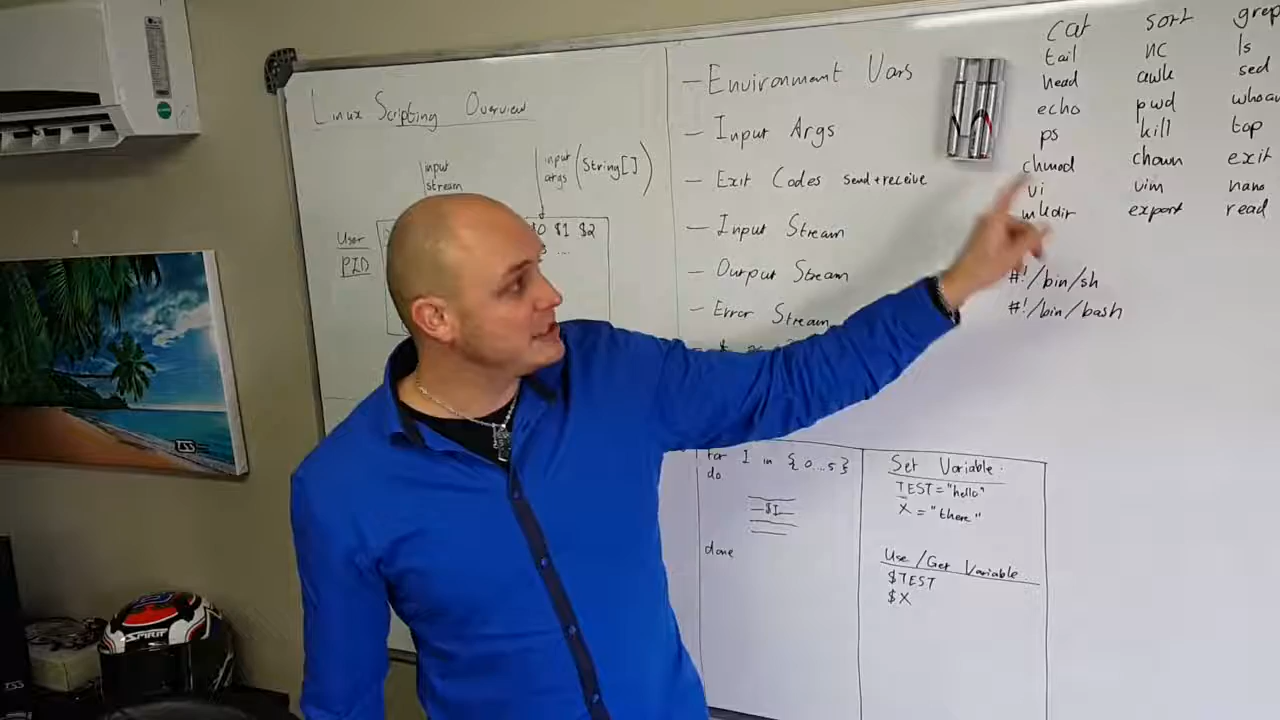 Linux Scripting Overview
input
stream
input
args (String[])
User
PID
$1 $2
...
- Environment Vars
- Input Args
- Exit Codes send + receive
- Input Stream
- Output Stream
- Error Stream
cat sort grep
tail nc ls
head awk sed
echo pwd
ps kill top
chmod chown exit
vi vim nano
mkdir export read
#!/bin/sh
#!/bin/bash
for I in {0...5}
do
$I
done
Set Variable.
TEST="hello"
X = "there"
Use/Get Variable.
$TEST
$X
TSS
SPIRIT
TSS